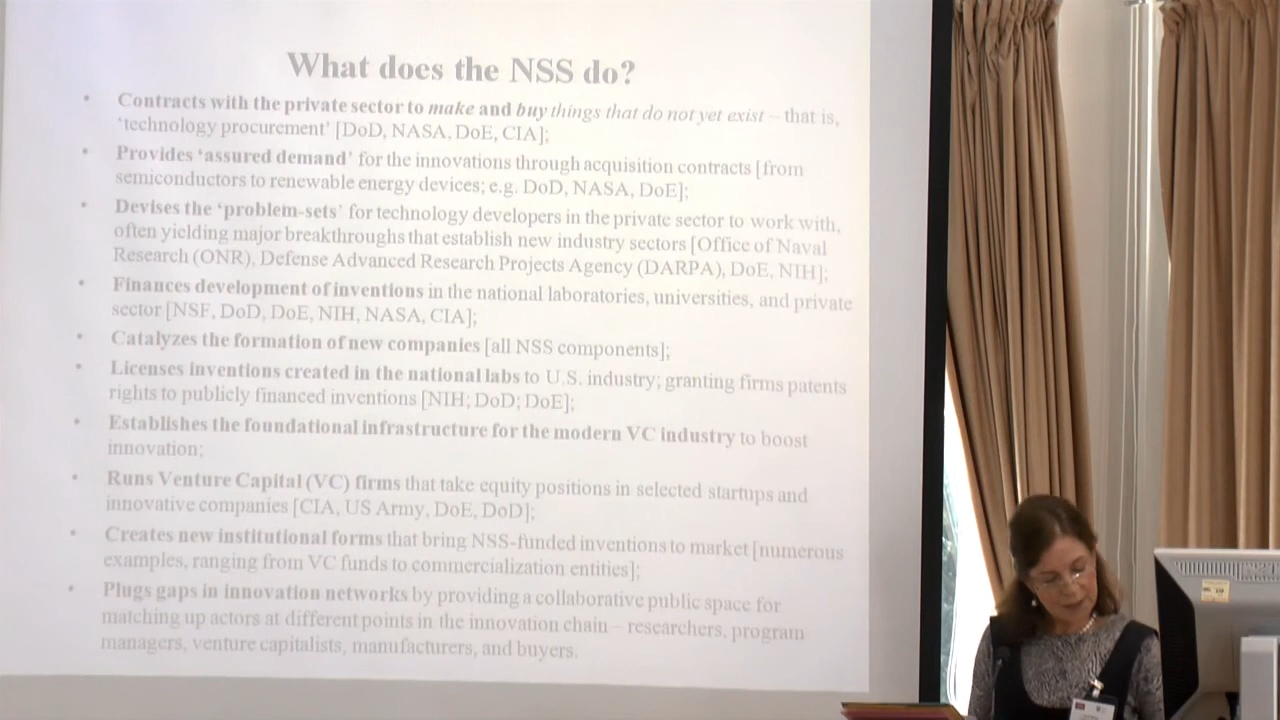 What does the NSS do?
• Contracts with the private sector to make and buy things that do not yet exist – that is,
‘technology procurement’ [DoD, NASA, DoE, CIA];
• Provides ‘assured demand’ for the innovations through acquisition contracts [from
semiconductors to renewable energy devices; e.g. DoD, NASA, DoE];
• Devises the ‘problem-sets’ for technology developers in the private sector to work with,
often yielding major breakthroughs that establish new industry sectors [Office of Naval
Research (ONR), Defense Advanced Research Projects Agency (DARPA), DoE, NIH];
• Finances development of inventions in the national laboratories, universities, and private
sector [NSF, DoD, DoE, NIH, NASA, CIA];
• Catalyzes the formation of new companies [all NSS components];
• Licenses inventions created in the national labs to U.S. industry; granting firms patents
rights to publicly financed inventions [NIH; DoD; DoE];
• Establishes the foundational infrastructure for the modern VC industry to boost
innovation;
• Runs Venture Capital (VC) firms that take equity positions in selected startups and
innovative companies [CIA, US Army, DoE, DoD];
• Creates new institutional forms that bring NSS-funded inventions to market [numerous
examples, ranging from VC funds to commercialization entities];
• Plugs gaps in innovation networks by providing a collaborative public space for
matching up actors at different points in the innovation chain – researchers, program
managers, venture capitalists, manufacturers, and buyers.